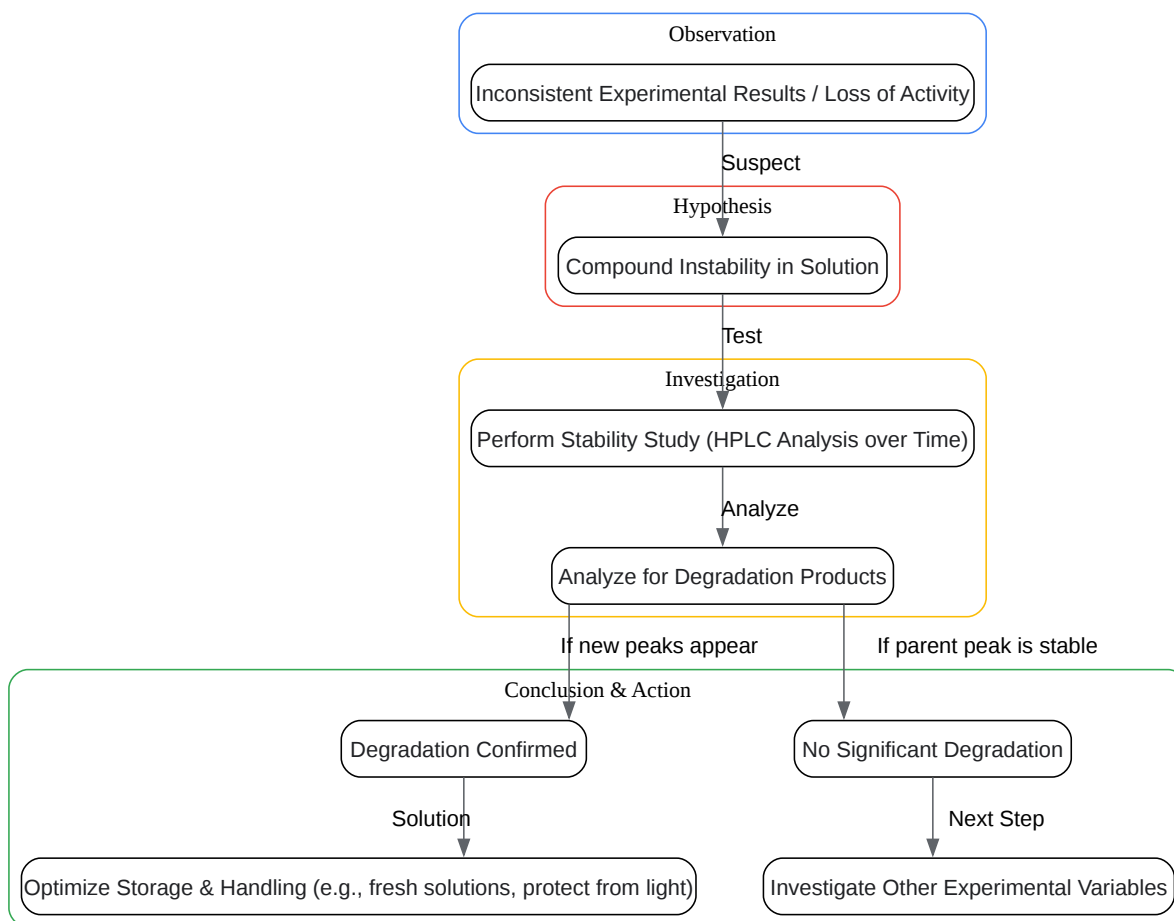 Observation
Inconsistent Experimental Results / Loss of Activity
Suspect
Hypothesis
Compound Instability in Solution
Test
Investigation
Perform Stability Study (HPLC Analysis over Time)
Analyze
Analyze for Degradation Products
If new peaks appear
If parent peak is stable
Conclusion & Action
Degradation Confirmed
No Significant Degradation
Solution
Next Step
Optimize Storage & Handling (e.g., fresh solutions, protect from light)
Investigate Other Experimental Variables